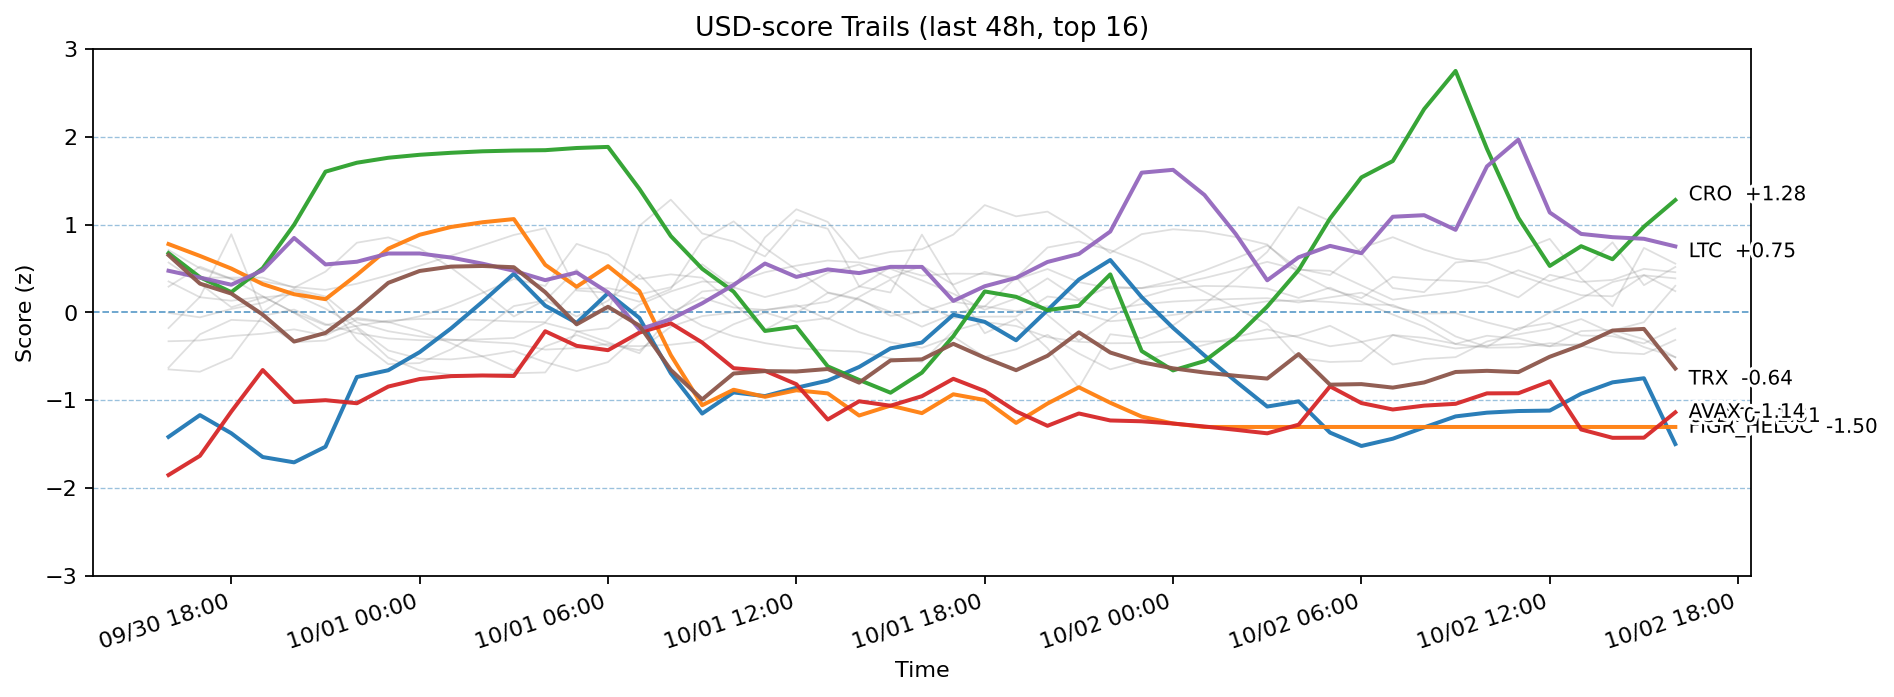 USD-score Trails (last 48h, top 16)
3
2
1
0
−1
−2
−3
Score (z)
CRO +1.28
LTC +0.75
TRX -0.64
AVAX -1.14
FIGR_HELOC -1.50
09/30 18:00
10/01 00:00
10/01 06:00
10/01 12:00
10/01 18:00
10/02 00:00
10/02 06:00
10/02 12:00
10/02 18:00
Time